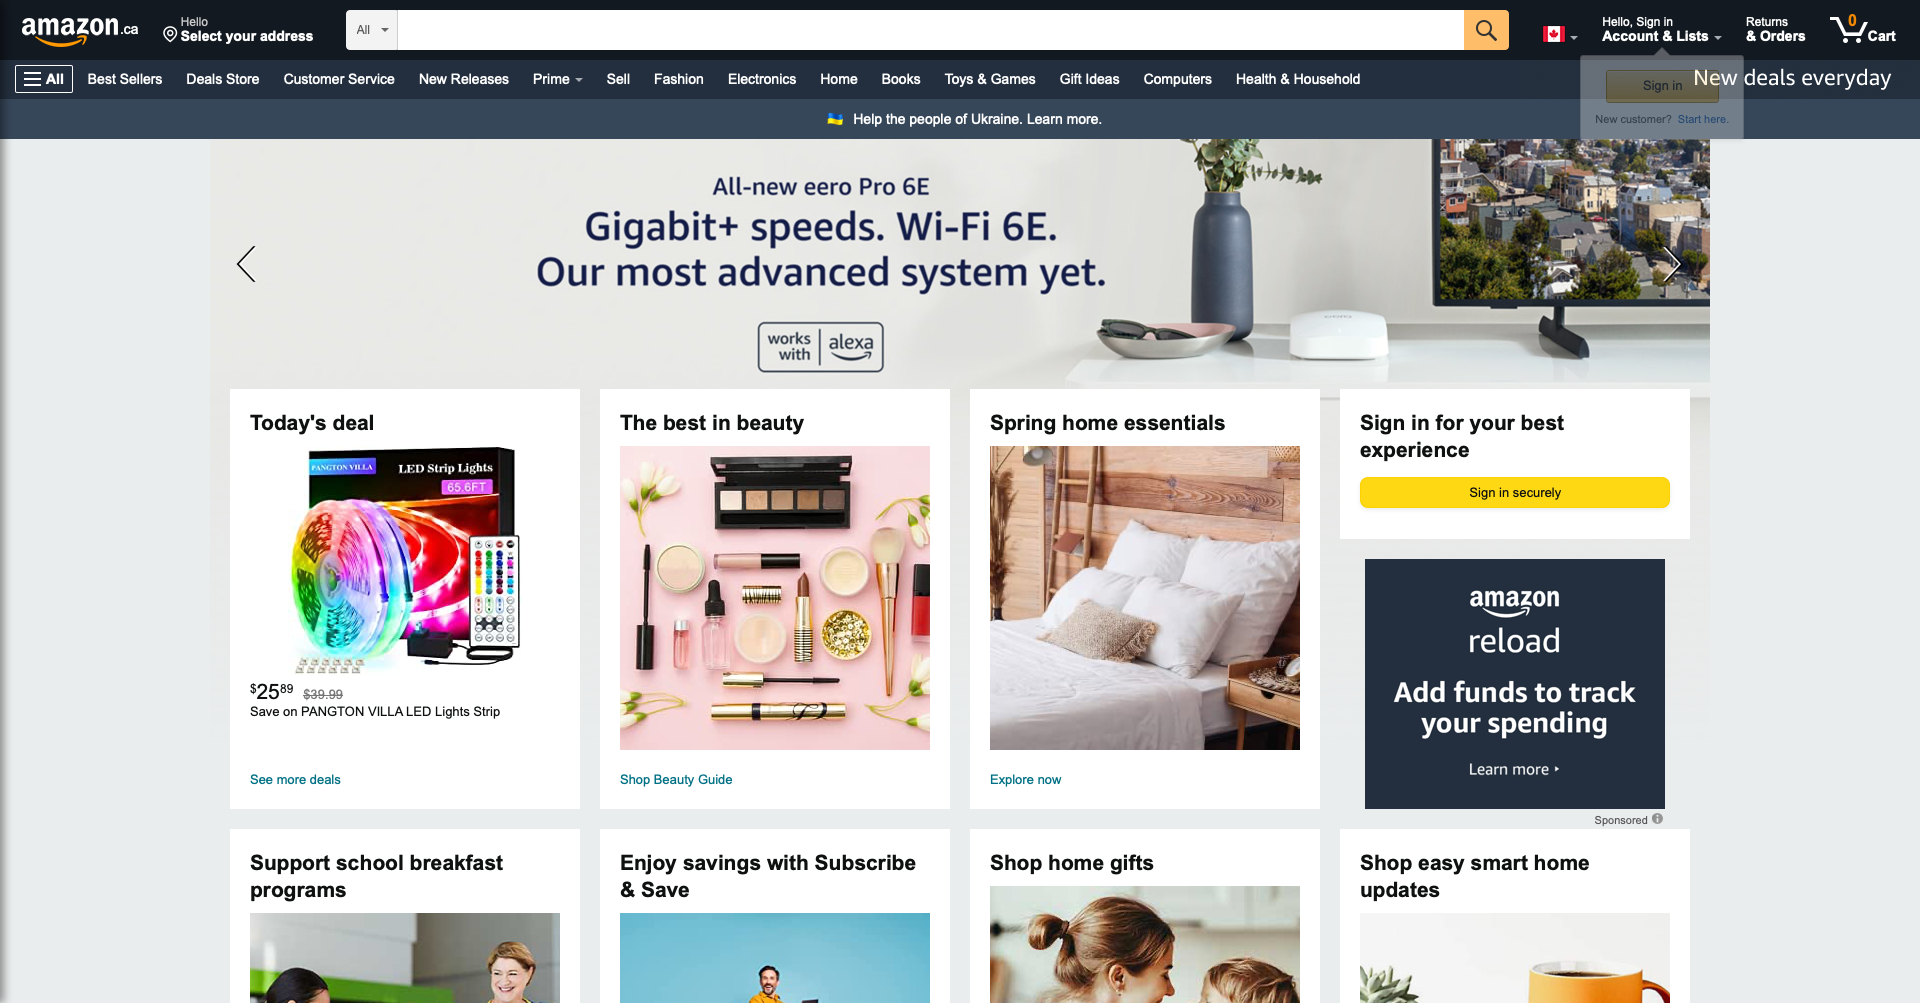 amazon.ca
Hello
Select your address
All
Hello, Sign in
Account & Lists
Returns
& Orders
0
Cart
All
Best Sellers
Deals Store
Customer Service
New Releases
Prime
Sell
Fashion
Electronics
Home
Books
Toys & Games
Gift Ideas
Computers
Health & Household
New deals everyday
Sign in
New customer? Start here.
Help the people of Ukraine. Learn more.
All-new eero Pro 6E
Gigabit+ speeds. Wi-Fi 6E.
Our most advanced system yet.
works
with
alexa
eero
Today's deal
PANGTON VILLA
LED Strip Lights
65.6FT
$25 89 $39.99
Save on PANGTON VILLA LED Lights Strip
See more deals
The best in beauty
Shop Beauty Guide
Spring home essentials
Explore now
Sign in for your best
experience
Sign in securely
amazon
reload
Add funds to track
your spending
Learn more
Sponsored
Support school breakfast
programs
Enjoy savings with Subscribe
& Save
Shop home gifts
Shop easy smart home
updates